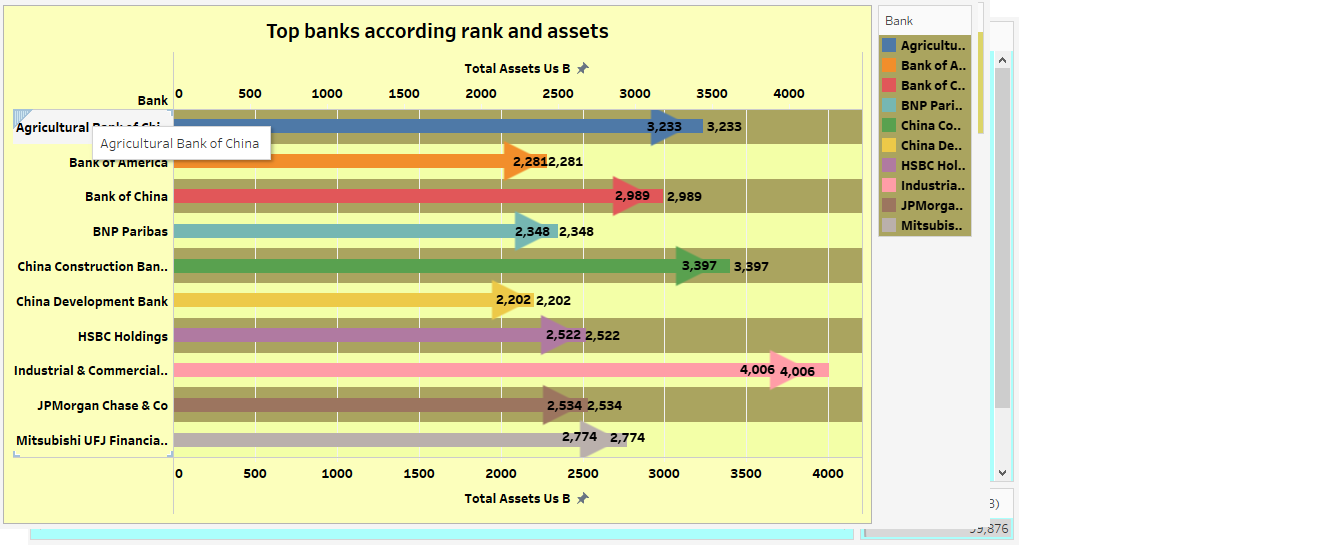 Top banks according rank and assets
Total Assets Us B
Bank
0 500 1000 1500 2000 2500 3000 3500 4000
Agricultural Bank of Chi..
3,233 3,233
Agricultural Bank of China
Bank of America
2,281 2,281
Bank of China
2,989 2,989
BNP Paribas
2,348 2,348
China Construction Ban..
3,397 3,397
China Development Bank
2,202 2,202
HSBC Holdings
2,522 2,522
Industrial & Commercial..
4,006 4,006
JPMorgan Chase & Co
2,534 2,534
Mitsubishi UFJ Financia..
2,774 2,774
0 500 1000 1500 2000 2500 3000 3500 4000
Total Assets Us B
Bank
Agricultu..
Bank of A..
Bank of C..
BNP Pari..
China Co..
China De..
HSBC Hol..
Industria..
JPMorga..
Mitsubis..